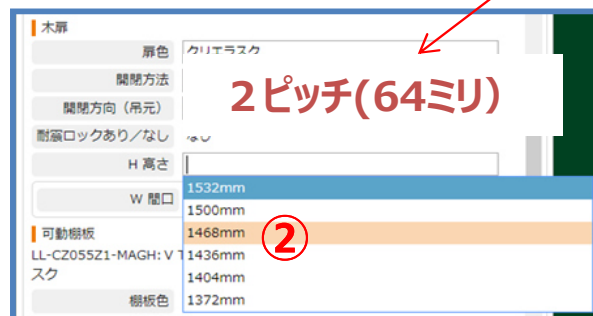 木扉
扉色 クリエラスク
開閉方法
2ピッチ(64ミリ)
開閉方向(吊元)
耐震ロックあり/なし なし
H 高さ
1532mm
W 間口
1500mm
可動棚板
1468mm ②
LL-CZ055Z1-MAGH: V T
1436mm
スク
1404mm
棚板色
1372mm